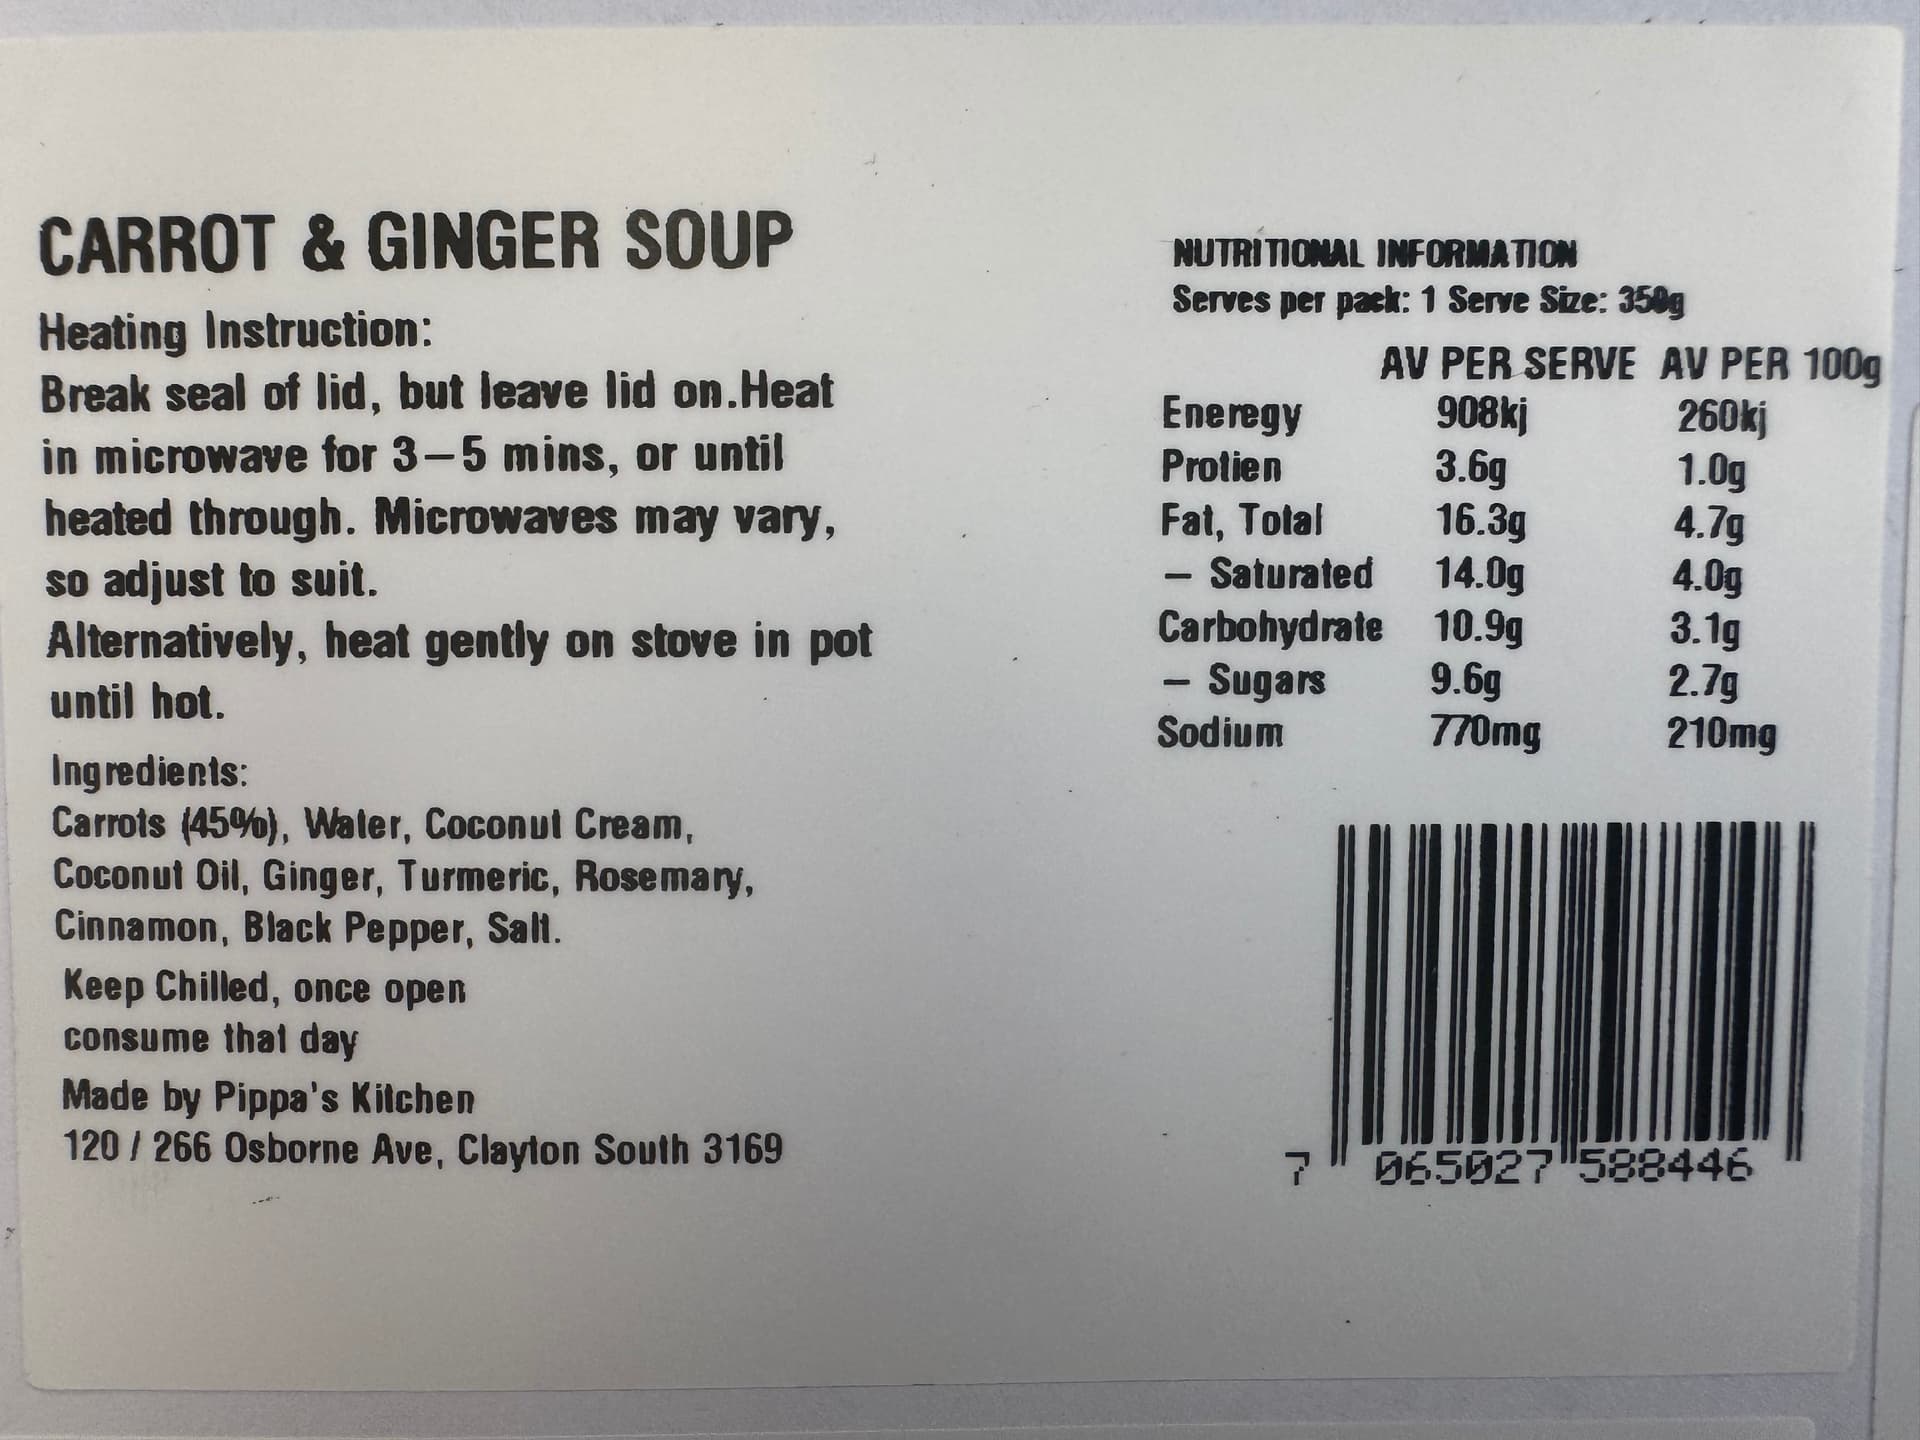 CARROT & GINGER SOUP
Heating Instruction:
Break seal of lid, but leave lid on.Heat
in microwave for 3–5 mins, or until
heated through. Microwaves may vary,
so adjust to suit.
Alternatively, heat gently on stove in pot
until hot.
Ingredients:
Carrots (45%), Water, Coconut Cream,
Coconut Oil, Ginger, Turmeric, Rosemary,
Cinnamon, Black Pepper, Salt.
Keep Chilled, once open
consume that day
Made by Pippa's Kitchen
120 / 266 Osborne Ave, Clayton South 3169
NUTRITIONAL INFORMATION
Serves per pack: 1 Serve Size: 350g
AV PER SERVE AV PER 100g
Eneregy 908kj 260kj
Protien 3.6g 1.0g
Fat, Total 16.3g 4.7g
– Saturated 14.0g 4.0g
Carbohydrate 10.9g 3.1g
– Sugars 9.6g 2.7g
Sodium 770mg 210mg
7 065027 588446